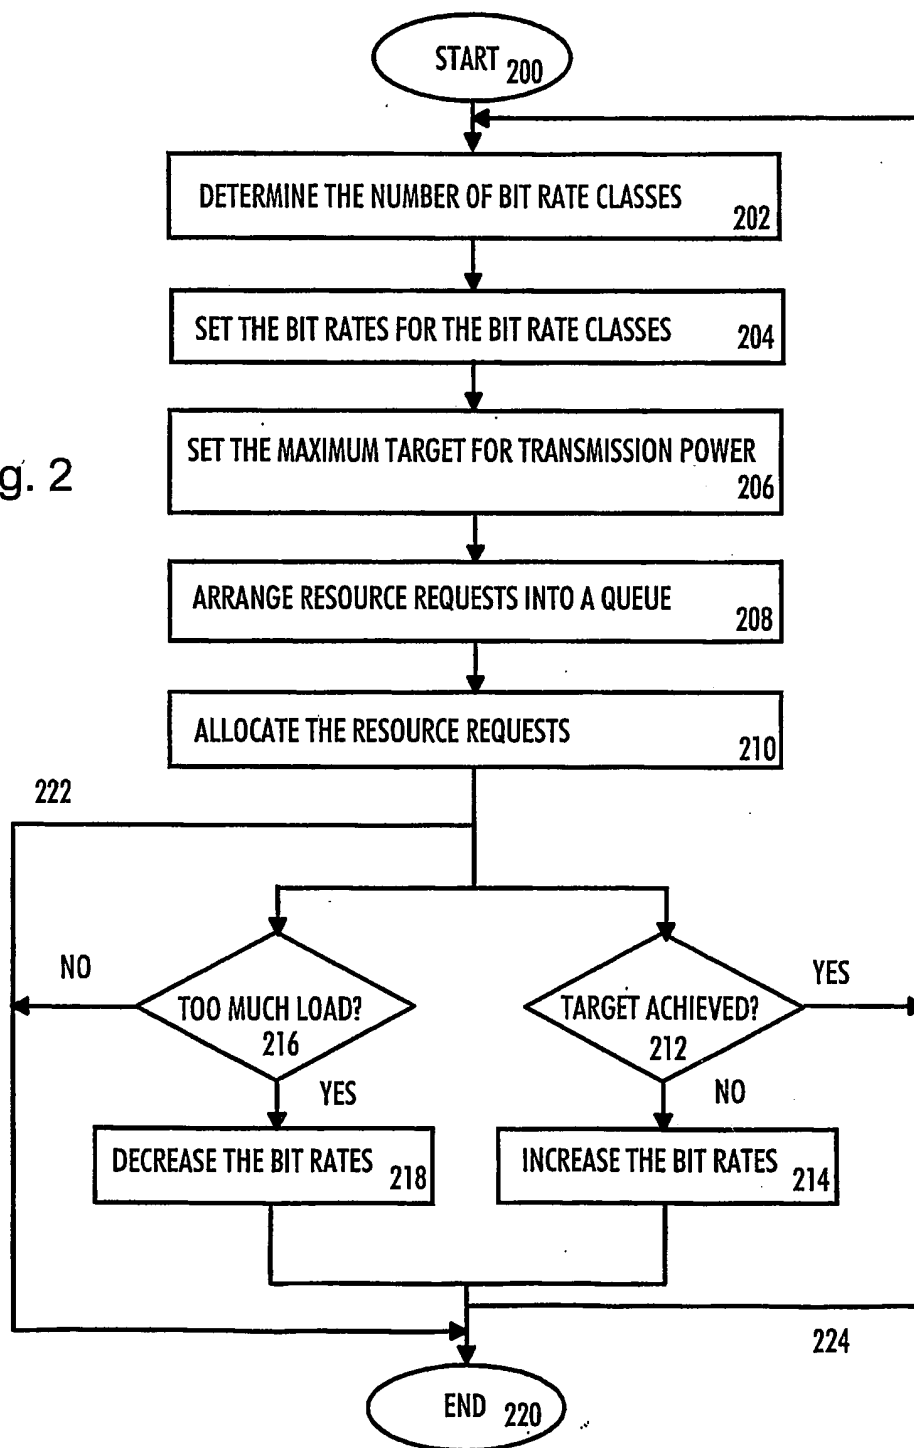 START 200
DETERMINE THE NUMBER OF BIT RATE CLASSES
202
SET THE BIT RATES FOR THE BIT RATE CLASSES
204
SET THE MAXIMUM TARGET FOR TRANSMISSION POWER
206
g. 2
ARRANGE RESOURCE REQUESTS INTO A QUEUE
208
ALLOCATE THE RESOURCE REQUESTS
210
222
NO
TOO MUCH LOAD?
216
YES
TARGET ACHIEVED?
212
YES
NO
DECREASE THE BIT RATES
218
INCREASE THE BIT RATES
214
224
END 220